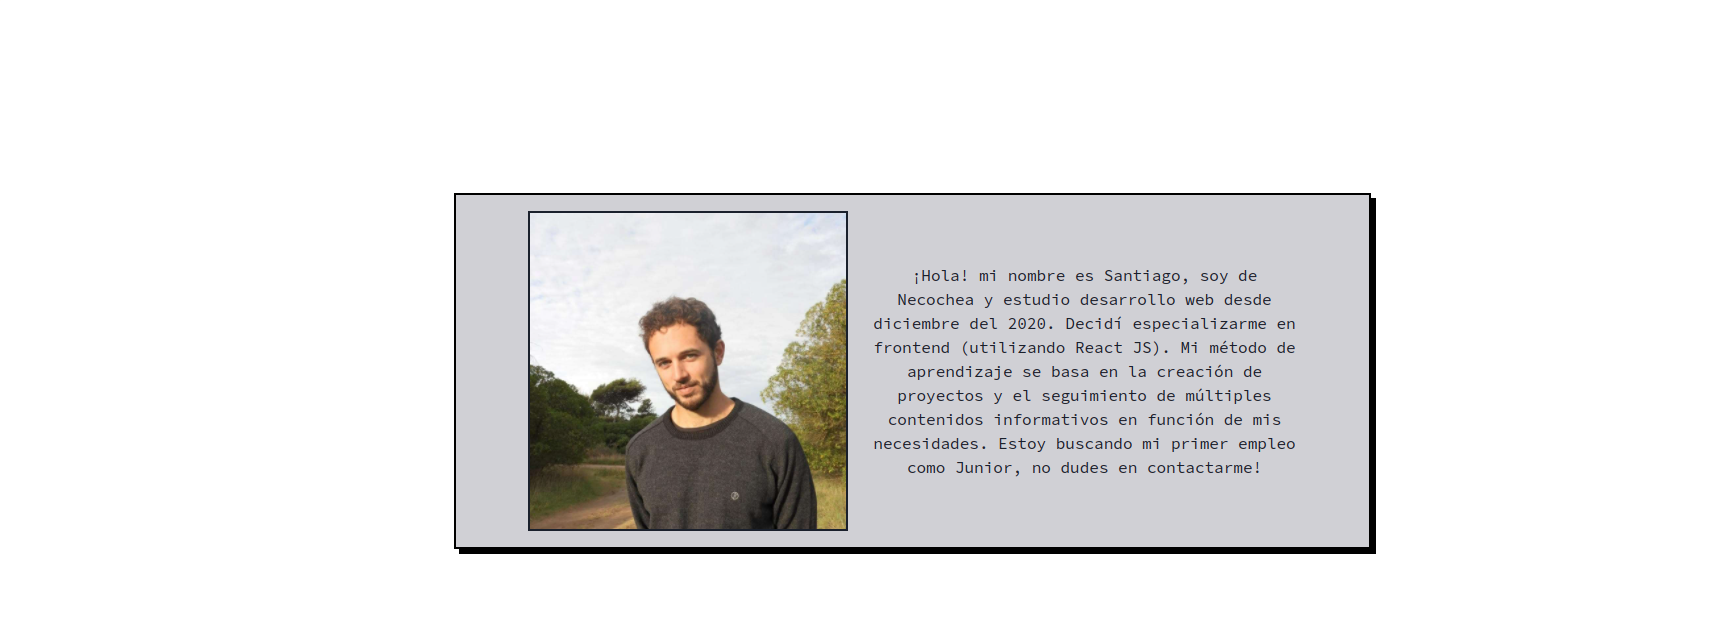 ¡Hola! mi nombre es Santiago, soy de
Necochea y estudio desarrollo web desde
diciembre del 2020. Decidí especializarme en
frontend (utilizando React JS). Mi método de
aprendizaje se basa en la creación de
proyectos y el seguimiento de múltiples
contenidos informativos en función de mis
necesidades. Estoy buscando mi primer empleo
como Junior, no dudes en contactarme!